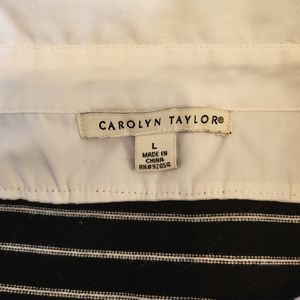 CAROLYN TAYLOR®
L
MADE IN
CHINA
RN#92054